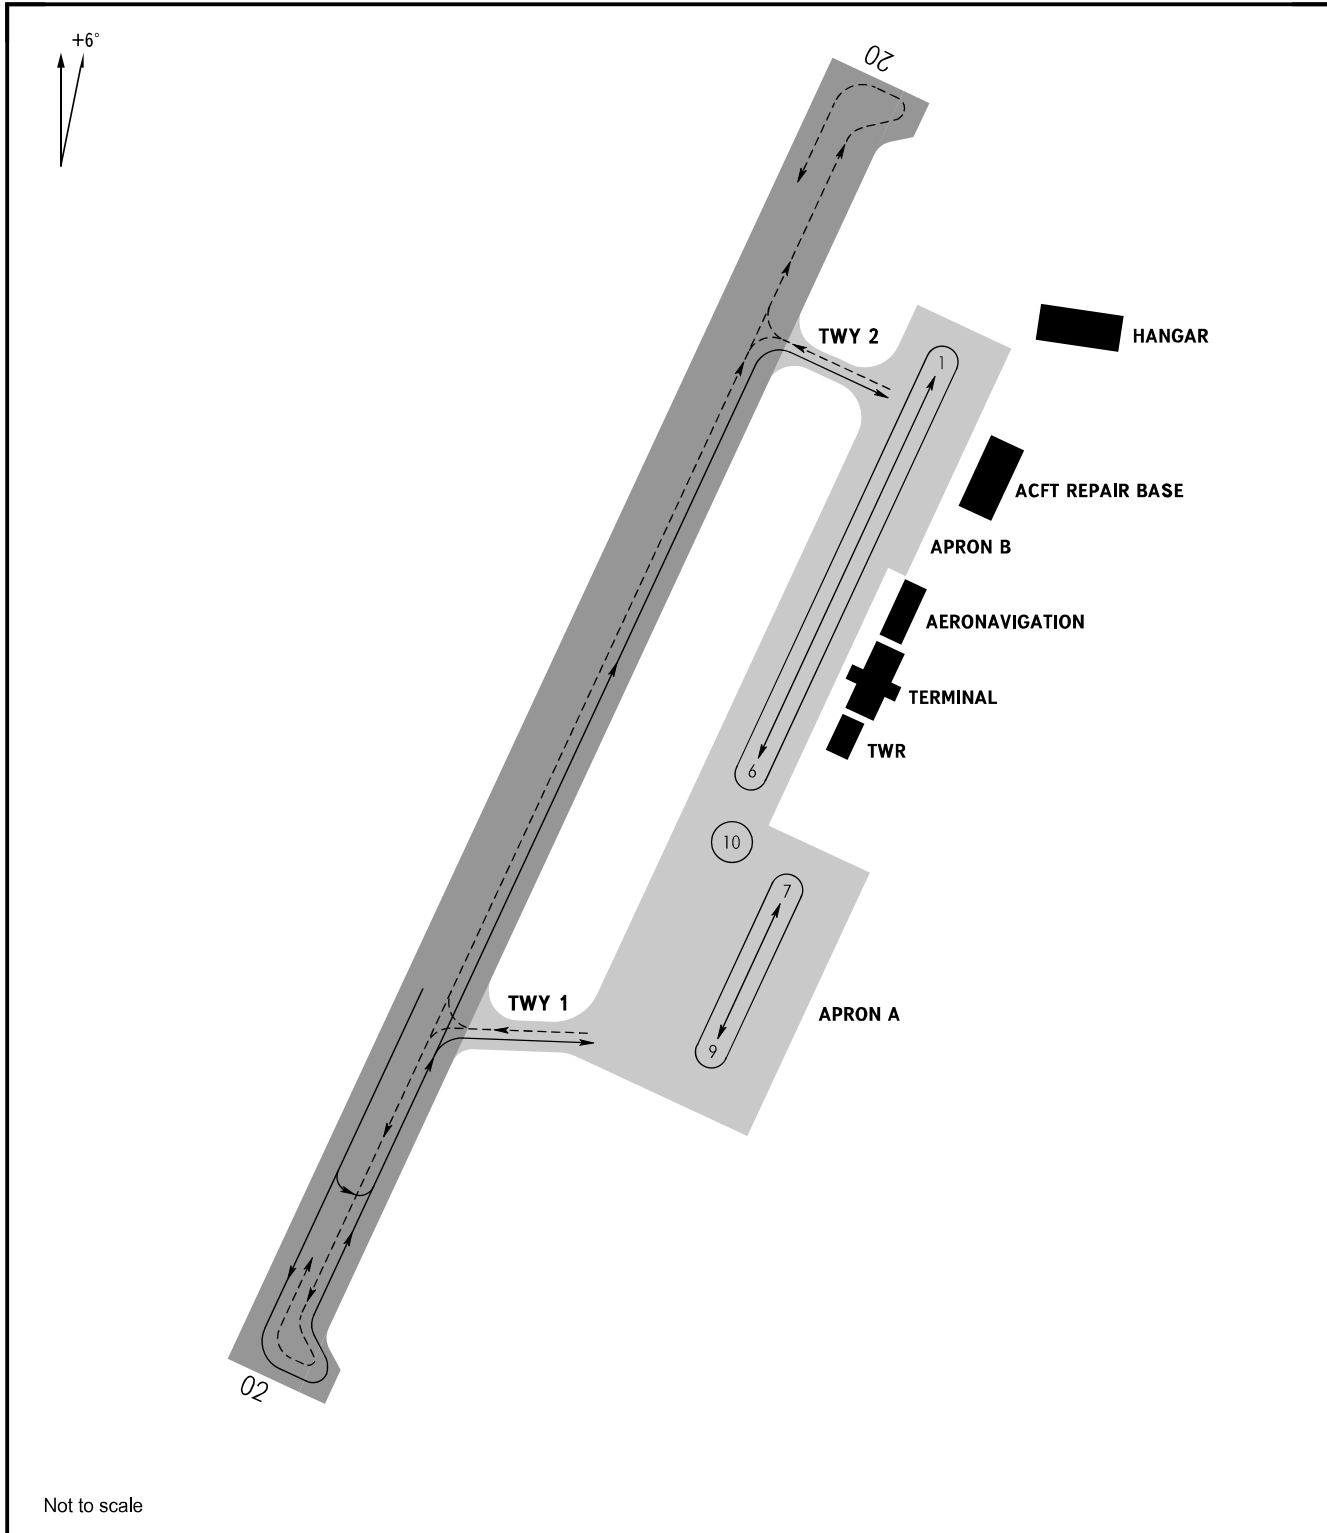 +6°
20
TWY 2
HANGAR
1
ACFT REPAIR BASE
APRON B
AERONAVIGATION
TERMINAL
TWR
6
10
7
TWY 1
APRON A
9
02
Not to scale